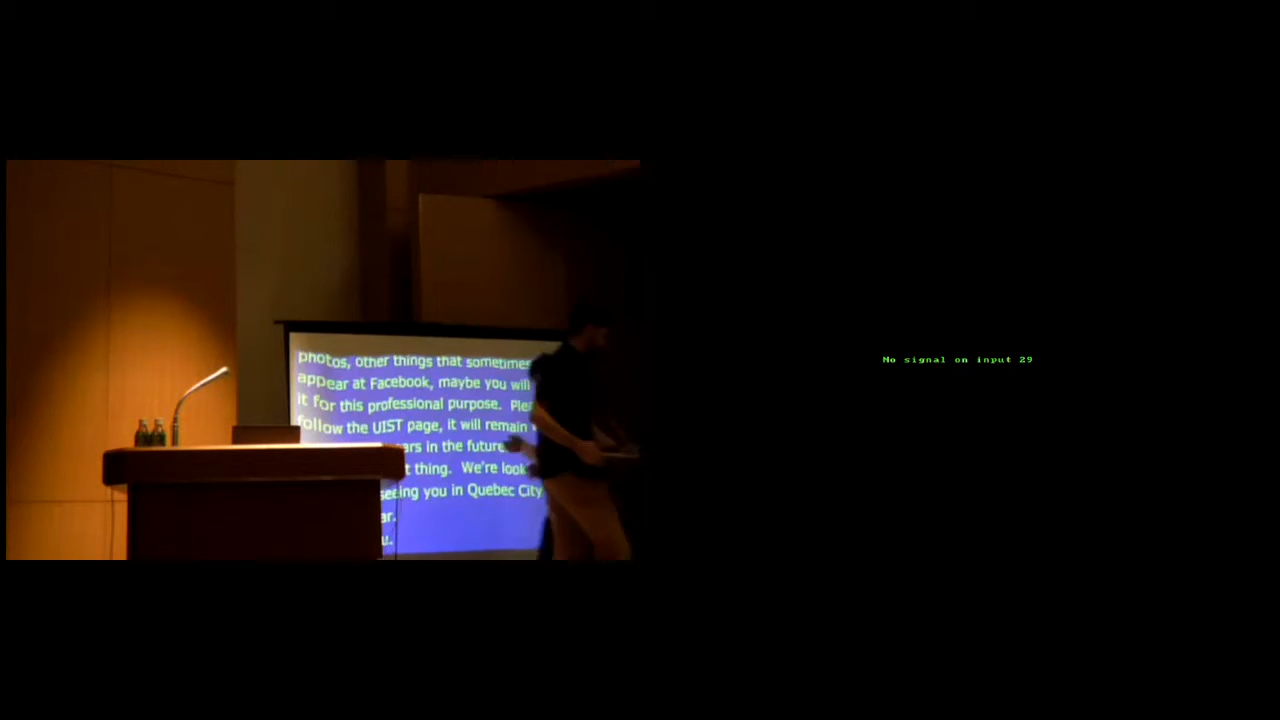 photos, other things that sometimes
appear at Facebook, maybe you will
it for this professional purpose.
follow the UIST page, it will remain
ars in the future
t thing. We're look
seeing you in Quebec City
ar.
u.
No signal on input 29